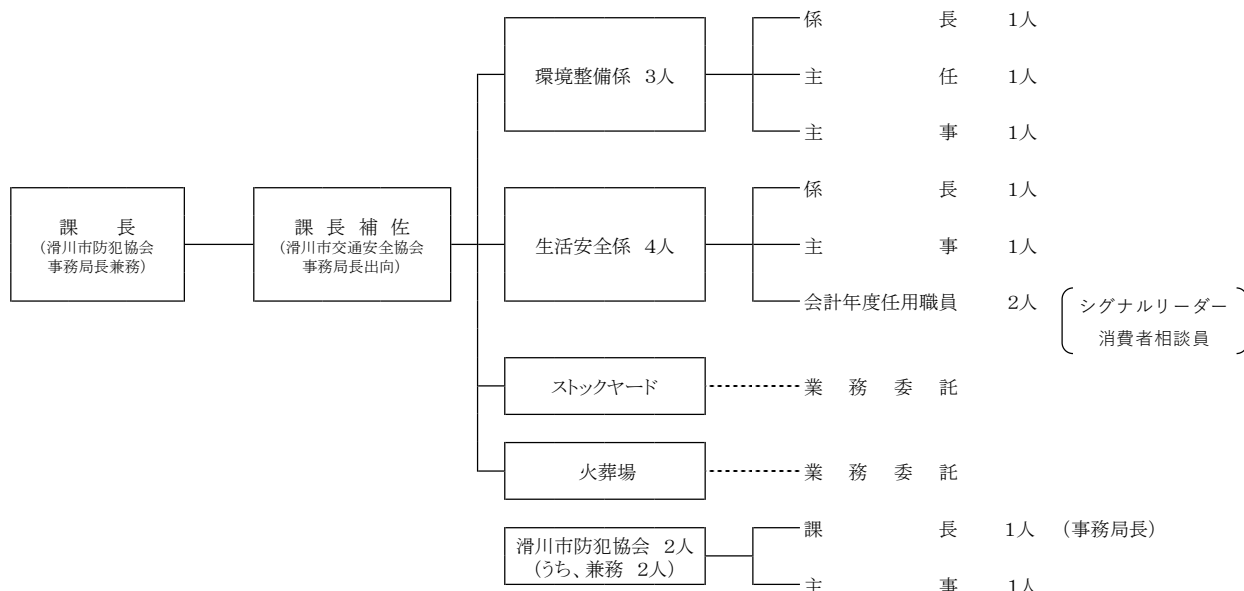 係長 1人
環境整備係 3人
主任 1人
主事 1人
課長
(滑川市防犯協会
事務局長兼務)
課長補佐
(滑川市交通安全協会
事務局長出向)
生活安全係 4人
係長 1人
主事 1人
会計年度任用職員 2人
シグナルリーダー
消費者相談員
ストックヤード
業務委託
火葬場
業務委託
滑川市防犯協会 2人
(うち、兼務 2人)
課長 1人 (事務局長)
主事 1人